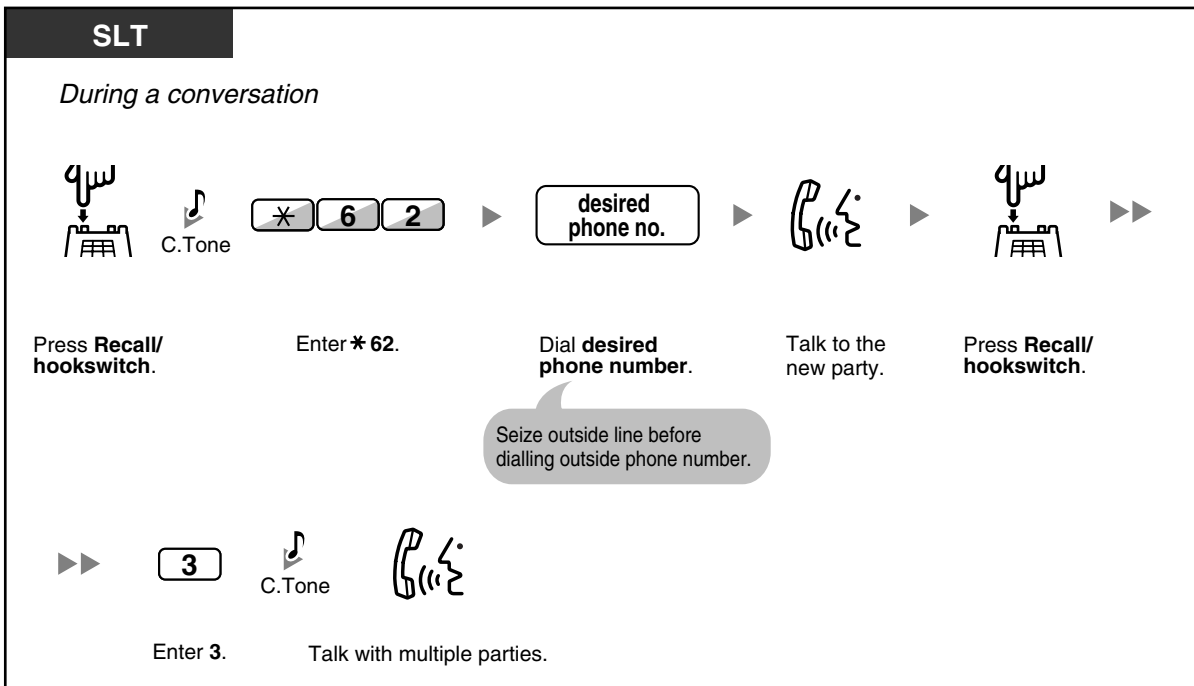 SLT
During a conversation
C.Tone
* 6 2
desired
phone no.
Press Recall/
hookswitch.
Enter * 62.
Dial desired
phone number.
Talk to the
new party.
Press Recall/
hookswitch.
Seize outside line before
dialling outside phone number.
3
C.Tone
Enter 3.
Talk with multiple parties.